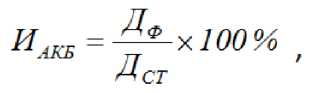 И_АКБ = Д_Ф / Д_СТ × 100 % ,